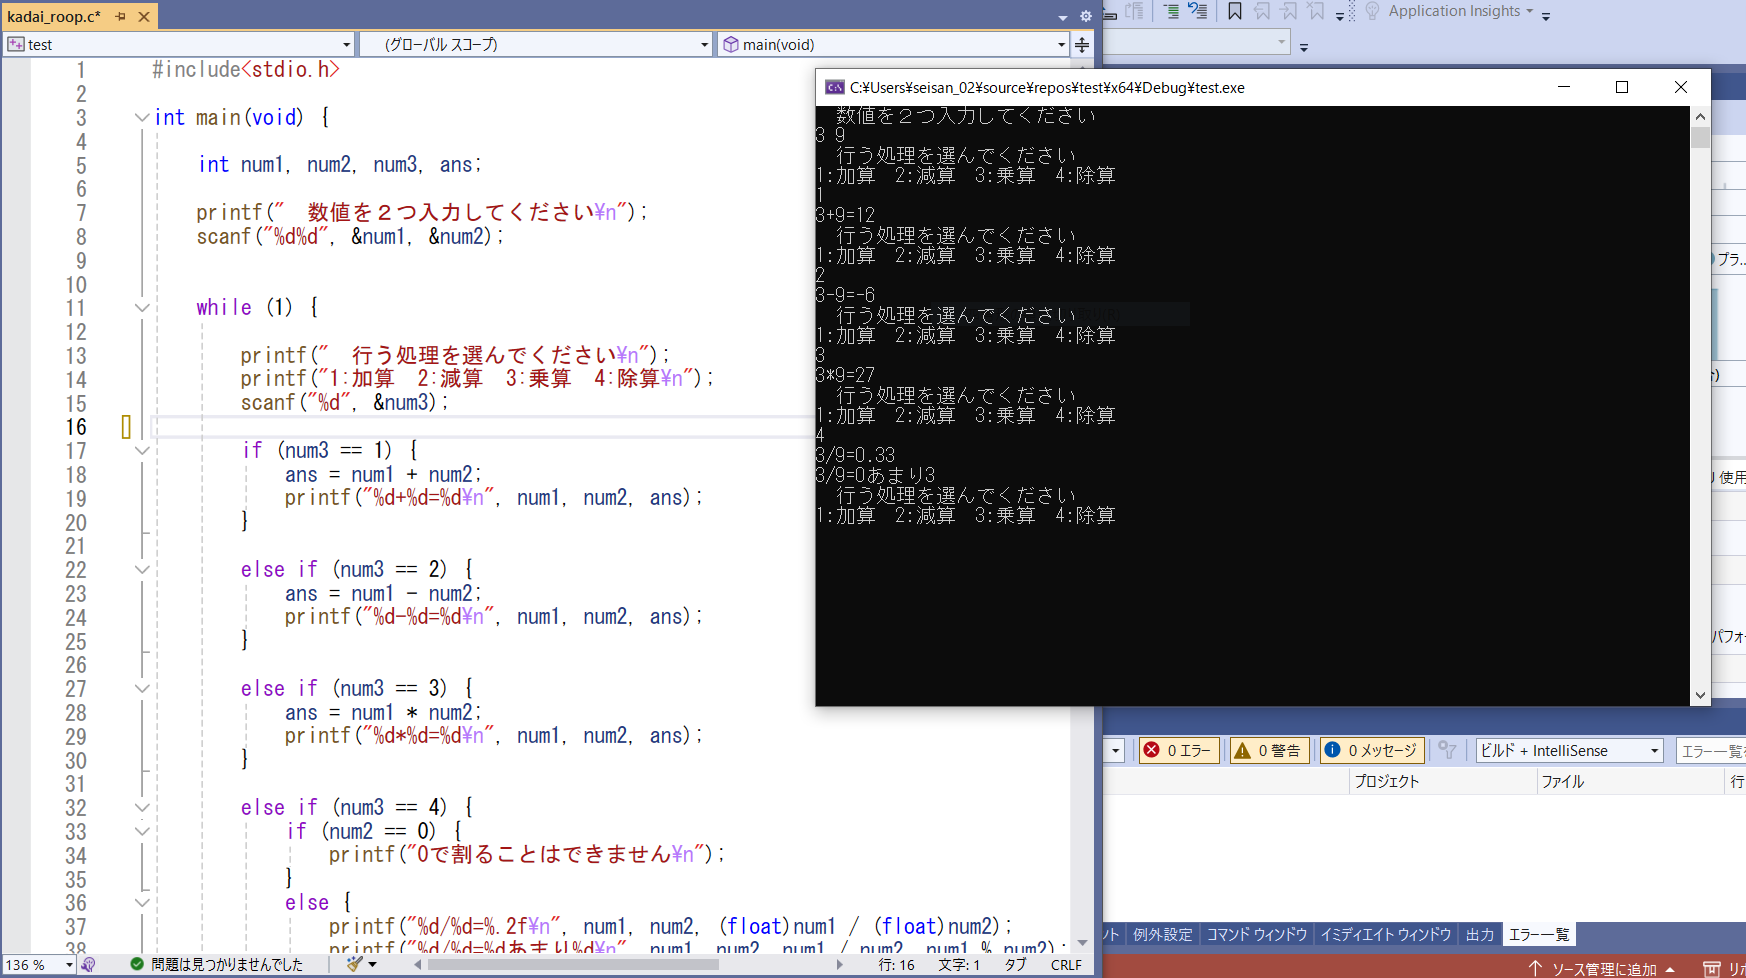 kadai_roop.c*
Application Insights
test
(グローバル スコープ)
main(void)
1 #include<stdio.h>
2
3 int main(void) {
4
5 int num1, num2, num3, ans;
6
7 printf("　数値を２つ入力してください¥n");
8 scanf("%d%d", &num1, &num2);
9
10
11 while (1) {
12
13 printf("　行う処理を選んでください¥n");
14 printf("1:加算　2:減算　3:乗算　4:除算¥n");
15 scanf("%d", &num3);
16
17 if (num3 == 1) {
18 ans = num1 + num2;
19 printf("%d+%d=%d¥n", num1, num2, ans);
20 }
21
22 else if (num3 == 2) {
23 ans = num1 - num2;
24 printf("%d-%d=%d¥n", num1, num2, ans);
25 }
26
27 else if (num3 == 3) {
28 ans = num1 * num2;
29 printf("%d*%d=%d¥n", num1, num2, ans);
30 }
31
32 else if (num3 == 4) {
33 if (num2 == 0) {
34 printf("0で割ることはできません¥n");
35 }
36 else {
37 printf("%d/%d=%.2f¥n", num1, num2, (float)num1 / (float)num2);
38 printf("%d/%d=%dあまり%d¥n", num1, num2, num1 / num2, num1 % num2);
C:¥Users¥seisan_02¥source¥repos¥test¥x64¥Debug¥test.exe
数値を２つ入力してください
3 9
行う処理を選んでください
1:加算　2:減算　3:乗算　4:除算
1
3+9=12
行う処理を選んでください
1:加算　2:減算　3:乗算　4:除算
2
3-9=-6
行う処理を選んでください
1:加算　2:減算　3:乗算　4:除算
3
3*9=27
行う処理を選んでください
1:加算　2:減算　3:乗算　4:除算
4
3/9=0.33
3/9=0あまり3
行う処理を選んでください
1:加算　2:減算　3:乗算　4:除算
プラ...
使用
パフォー
0 エラー
0 警告
0 メッセージ
ビルド + IntelliSense
エラー一覧
プロジェクト
ファイル
行
ント
例外設定
コマンド ウィンドウ
イミディエイト ウィンドウ
出力
エラー一覧
136 %
問題は見つかりませんでした
行: 16
文字: 1
タブ
CRLF
ソース管理に追加
リポ